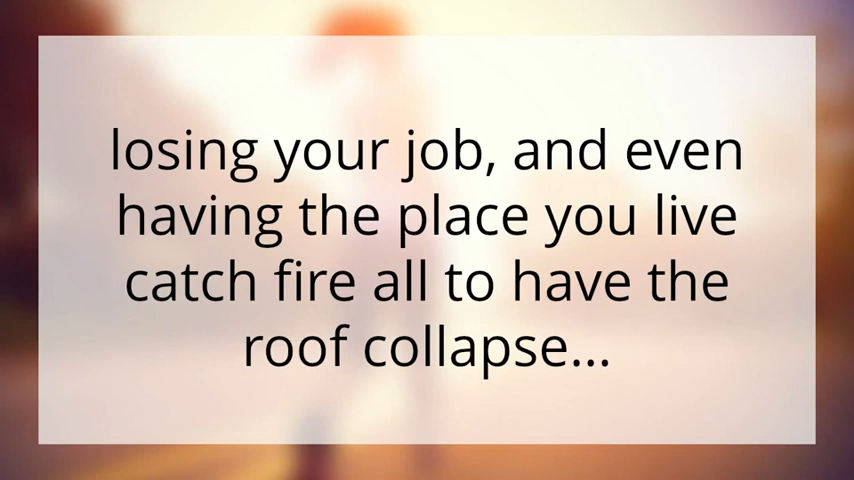 losing your job, and even
having the place you live
catch fire all to have the
roof collapse...